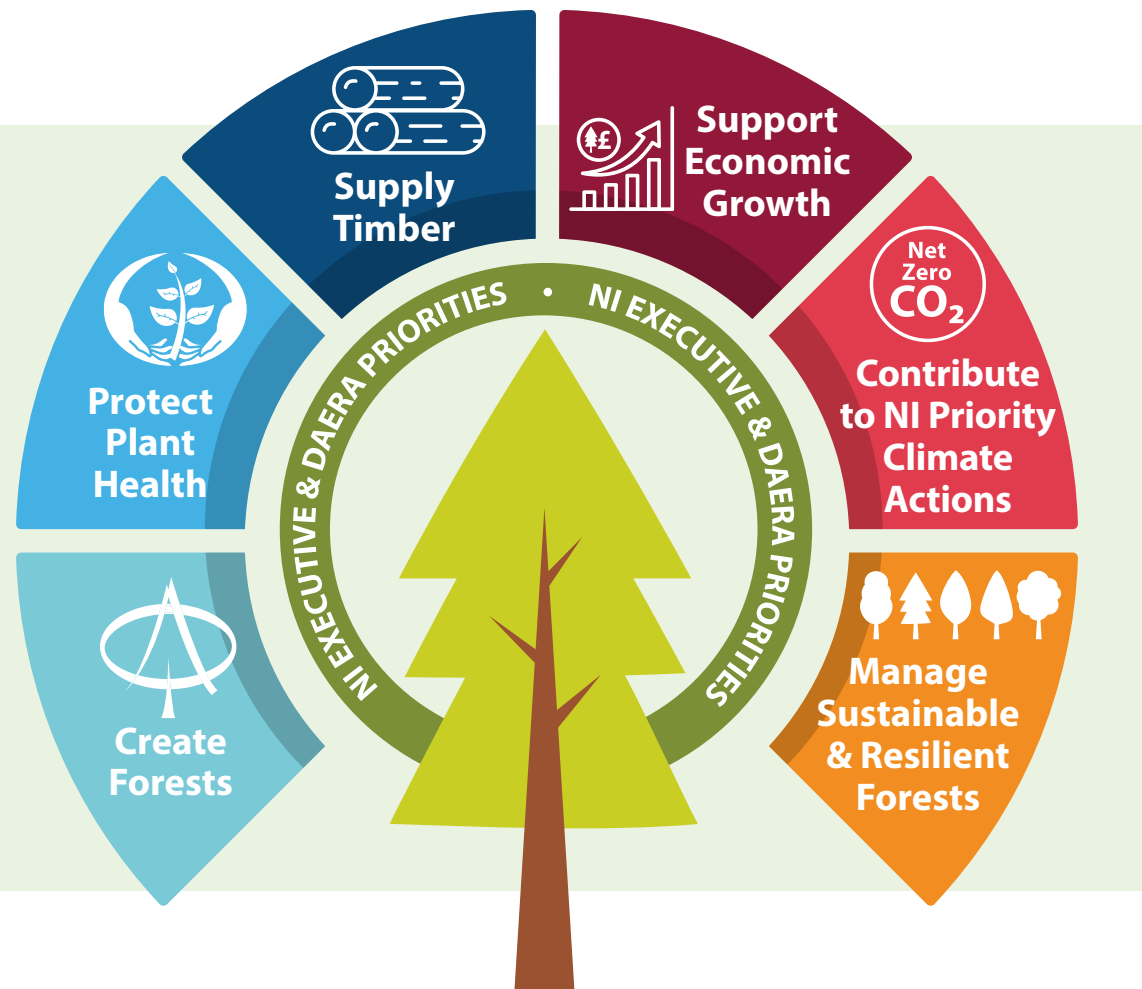 Supply
Timber
Support
Economic
Growth
£
Net
Zero
CO₂
Protect
Plant
Health
Contribute
to NI Priority
Climate
Actions
NI EXECUTIVE & DAERA PRIORITIES • NI EXECUTIVE & DAERA PRIORITIES
Create
Forests
Manage
Sustainable
& Resilient
Forests